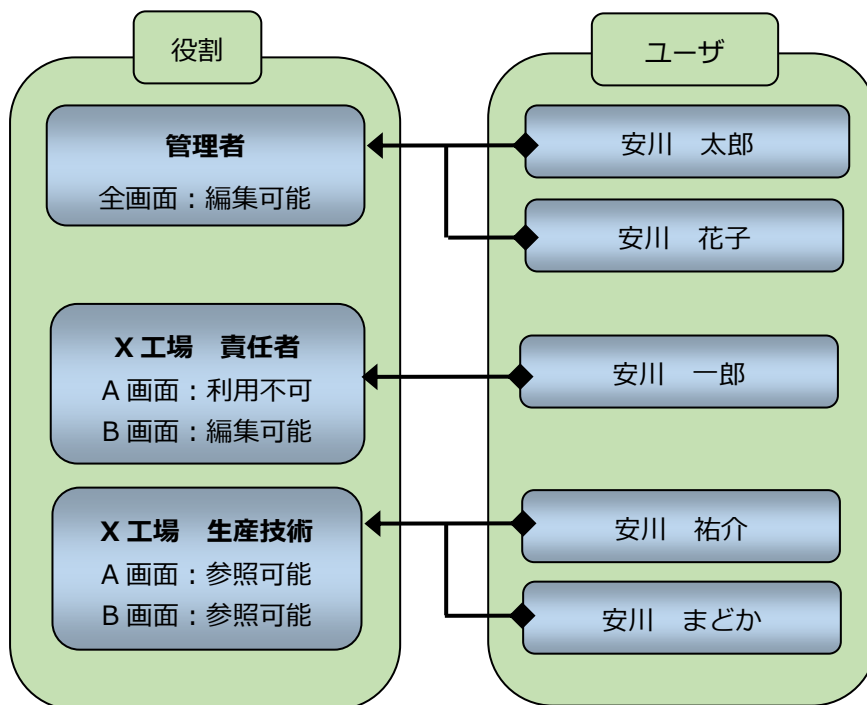 役割
管理者
全画面：編集可能
X 工場　責任者
A 画面：利用不可
B 画面：編集可能
X 工場　生産技術
A 画面：参照可能
B 画面：参照可能
ユーザ
安川　太郎
安川　花子
安川　一郎
安川　祐介
安川　まどか